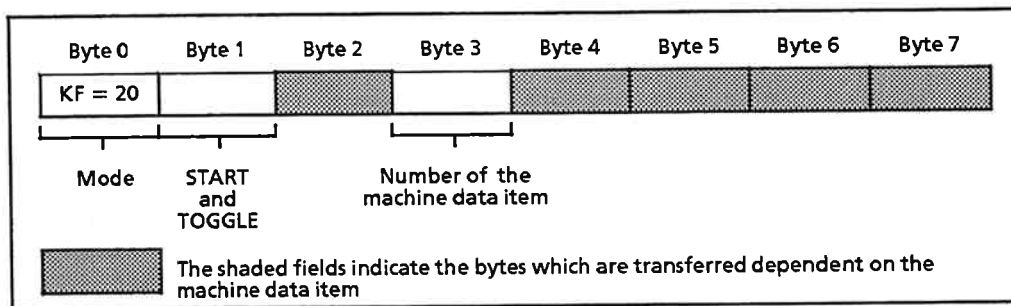 Byte 0 Byte 1 Byte 2 Byte 3 Byte 4 Byte 5 Byte 6 Byte 7
KF = 20
Mode START Number of the
and machine data item
TOGGLE
The shaded fields indicate the bytes which are transferred dependent on the
machine data item